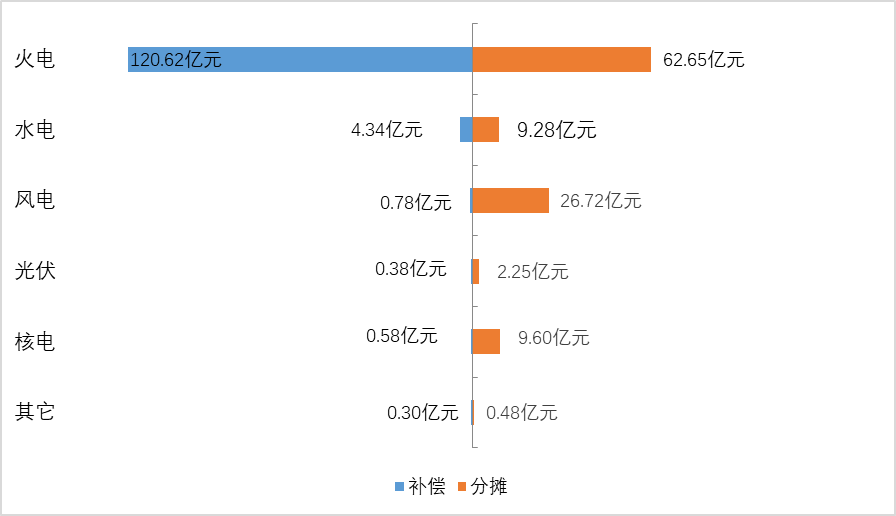 火电 120.62亿元 62.65亿元
水电 4.34亿元 9.28亿元
风电 0.78亿元 26.72亿元
光伏 0.38亿元 2.25亿元
核电 0.58亿元 9.60亿元
其它 0.30亿元 0.48亿元
补偿 分摊